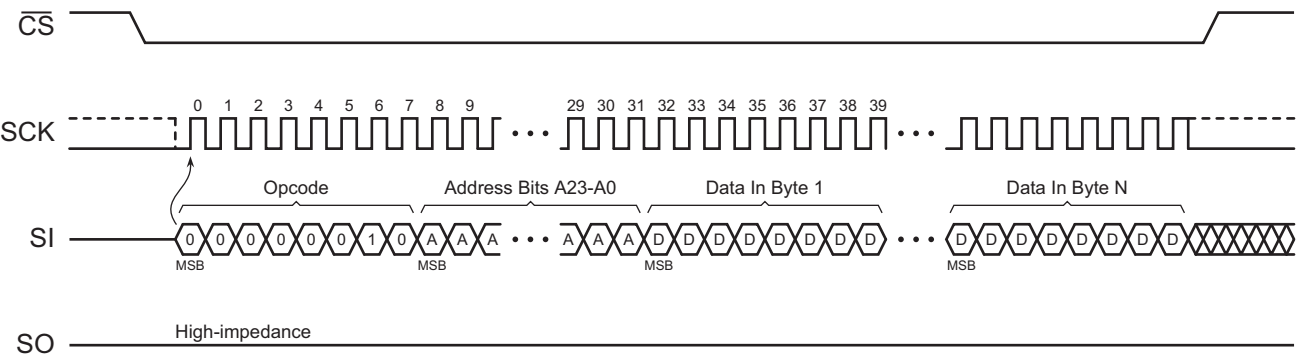 CS
0 1 2 3 4 5 6 7 8 9 29 30 31 32 33 34 35 36 37 38 39
SCK
Opcode Address Bits A23-A0 Data In Byte 1 Data In Byte N
SI 0 0 0 0 0 0 1 0 A A A A A A D D D D D D D D D D D D D D D D
MSB MSB MSB MSB
High-impedance
SO